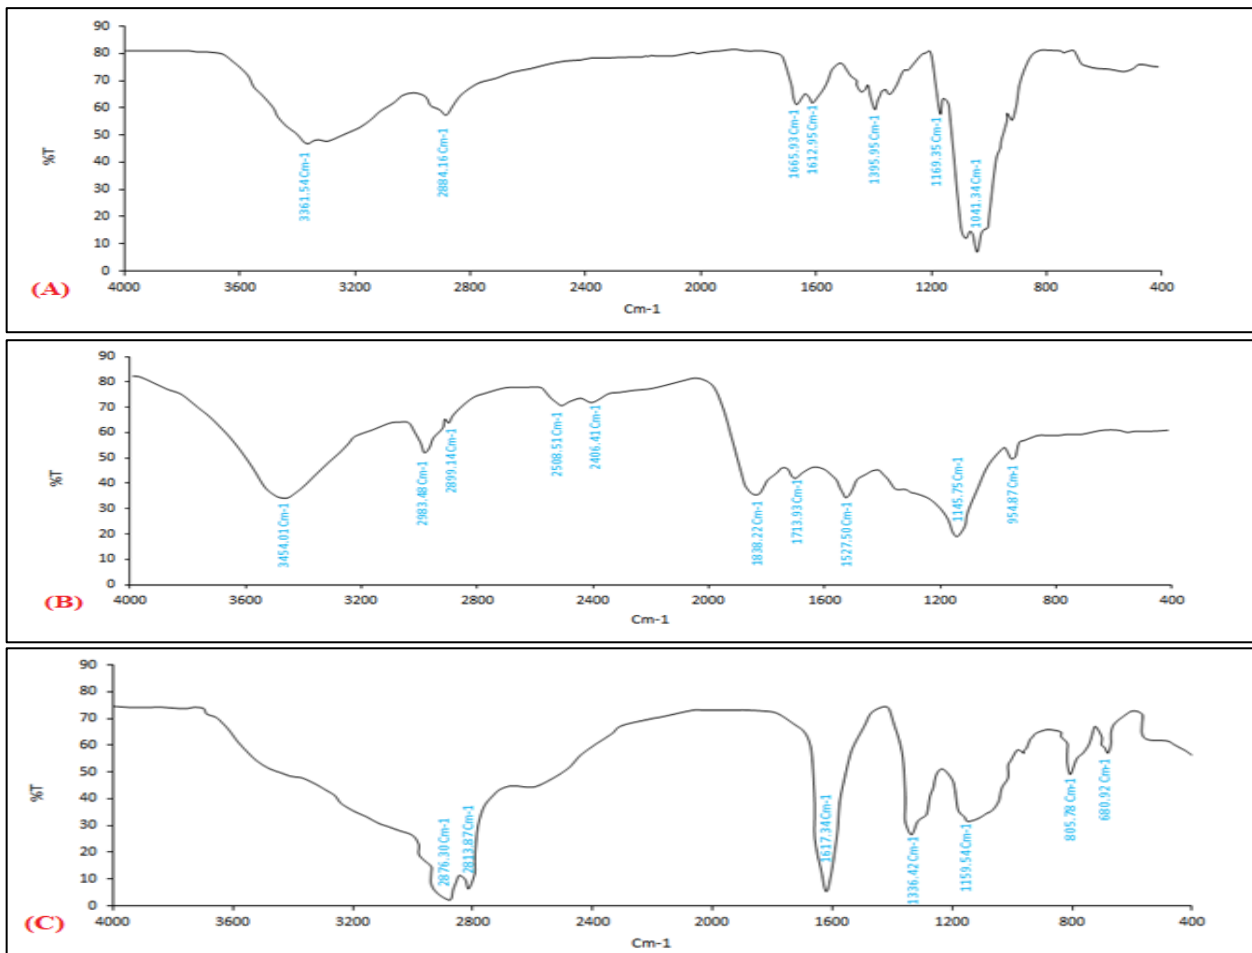 90
80
70
60
50
40
30
20
10
0
%T
3361.54 Cm-1
2884.16 Cm-1
1665.93 Cm-1
1612.95 Cm-1
1395.95 Cm-1
1169.35 Cm-1
1041.34 Cm-1
4000 3600 3200 2800 2400 2000 1600 1200 800 400
Cm-1
(A)
90
80
70
60
50
40
30
20
10
0
%T
3454.01 Cm-1
2983.48 Cm-1
2899.14 Cm-1
2508.51 Cm-1
2406.41 Cm-1
1838.22 Cm-1
1713.93 Cm-1
1527.50 Cm-1
1145.75 Cm-1
954.87 Cm-1
4000 3600 3200 2800 2400 2000 1600 1200 800 400
Cm-1
(B)
90
80
70
60
50
40
30
20
10
0
%T
2876.30 Cm-1
2813.87 Cm-1
1617.34 Cm-1
1336.42 Cm-1
1159.54 Cm-1
805.78 Cm-1
680.92 Cm-1
4000 3600 3200 2800 2400 2000 1600 1200 800 400
Cm-1
(C)